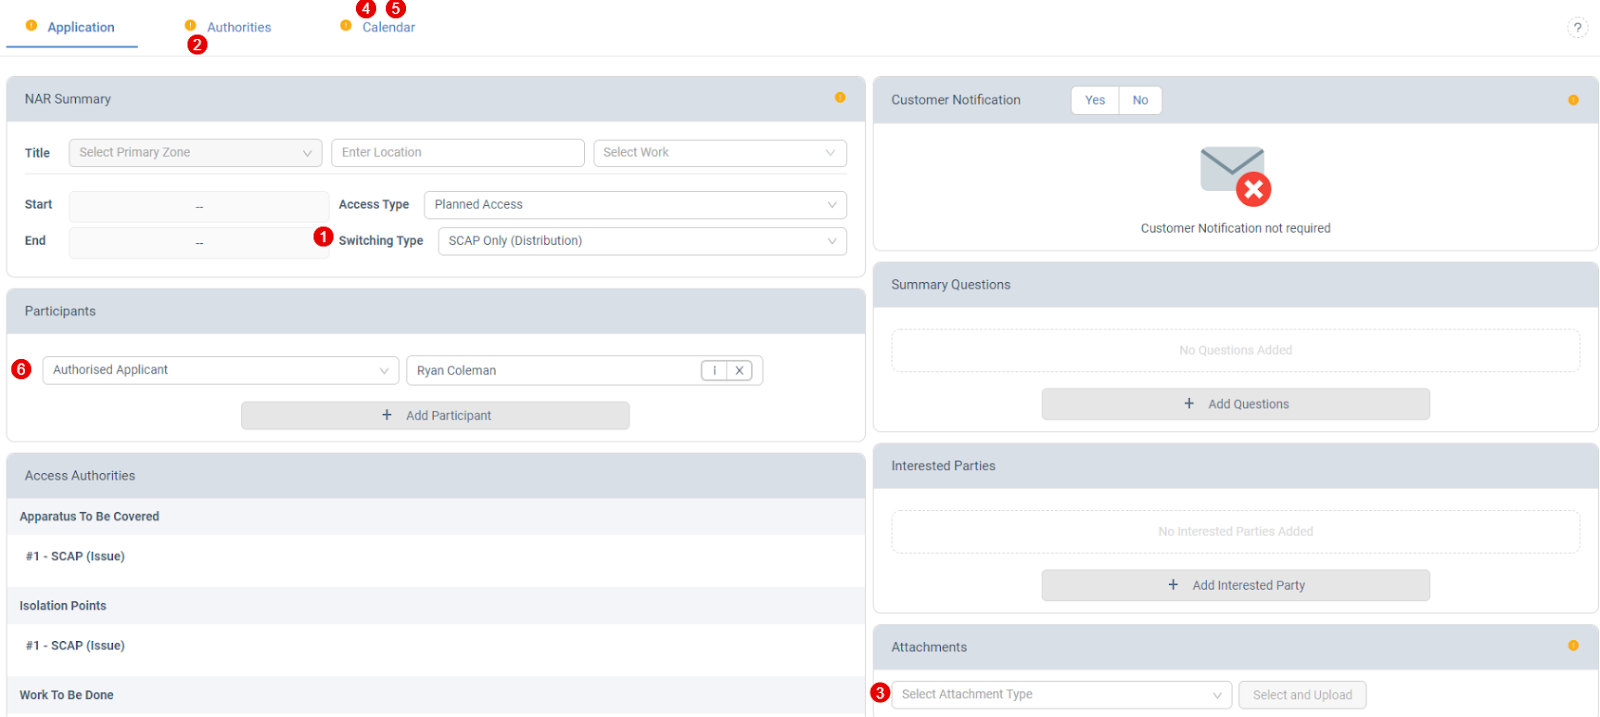 4 5
Application Authorities Calendar ?
2
NAR Summary
Title Select Primary Zone Enter Location Select Work
Start -- Access Type Planned Access
End -- 1 Switching Type SCAP Only (Distribution)
Participants
6 Authorised Applicant Ryan Coleman i X
+ Add Participant
Access Authorities
Apparatus To Be Covered
#1 - SCAP (Issue)
Isolation Points
#1 - SCAP (Issue)
Work To Be Done
Customer Notification Yes No
Customer Notification not required
Summary Questions
No Questions Added
+ Add Questions
Interested Parties
No Interested Parties Added
+ Add Interested Party
Attachments
3 Select Attachment Type Select and Upload